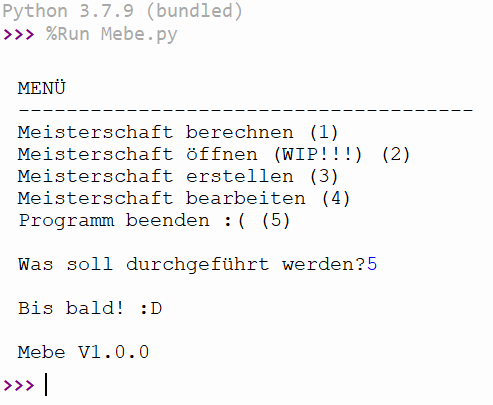 Python 3.7.9 (bundled)
>>> %Run Mebe.py
MENÜ
--------------------------------------
Meisterschaft berechnen (1)
Meisterschaft öffnen (WIP!!!) (2)
Meisterschaft erstellen (3)
Meisterschaft bearbeiten (4)
Programm beenden :( (5)
Was soll durchgeführt werden?5
Bis bald! :D
Mebe V1.0.0
>>>